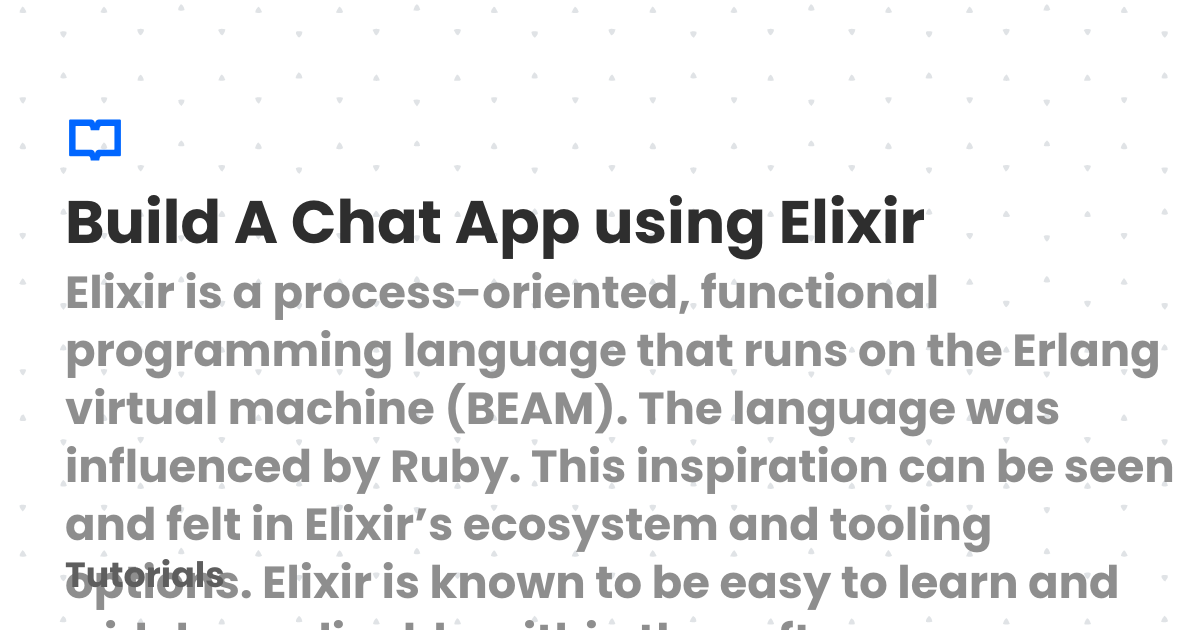 Build A Chat App using Elixir
Elixir is a process-oriented, functional
programming language that runs on the Erlang
virtual machine (BEAM). The language was
influenced by Ruby. This inspiration can be seen
and felt in Elixir’s ecosystem and tooling
Tutorials
options. Elixir is known to be easy to learn and